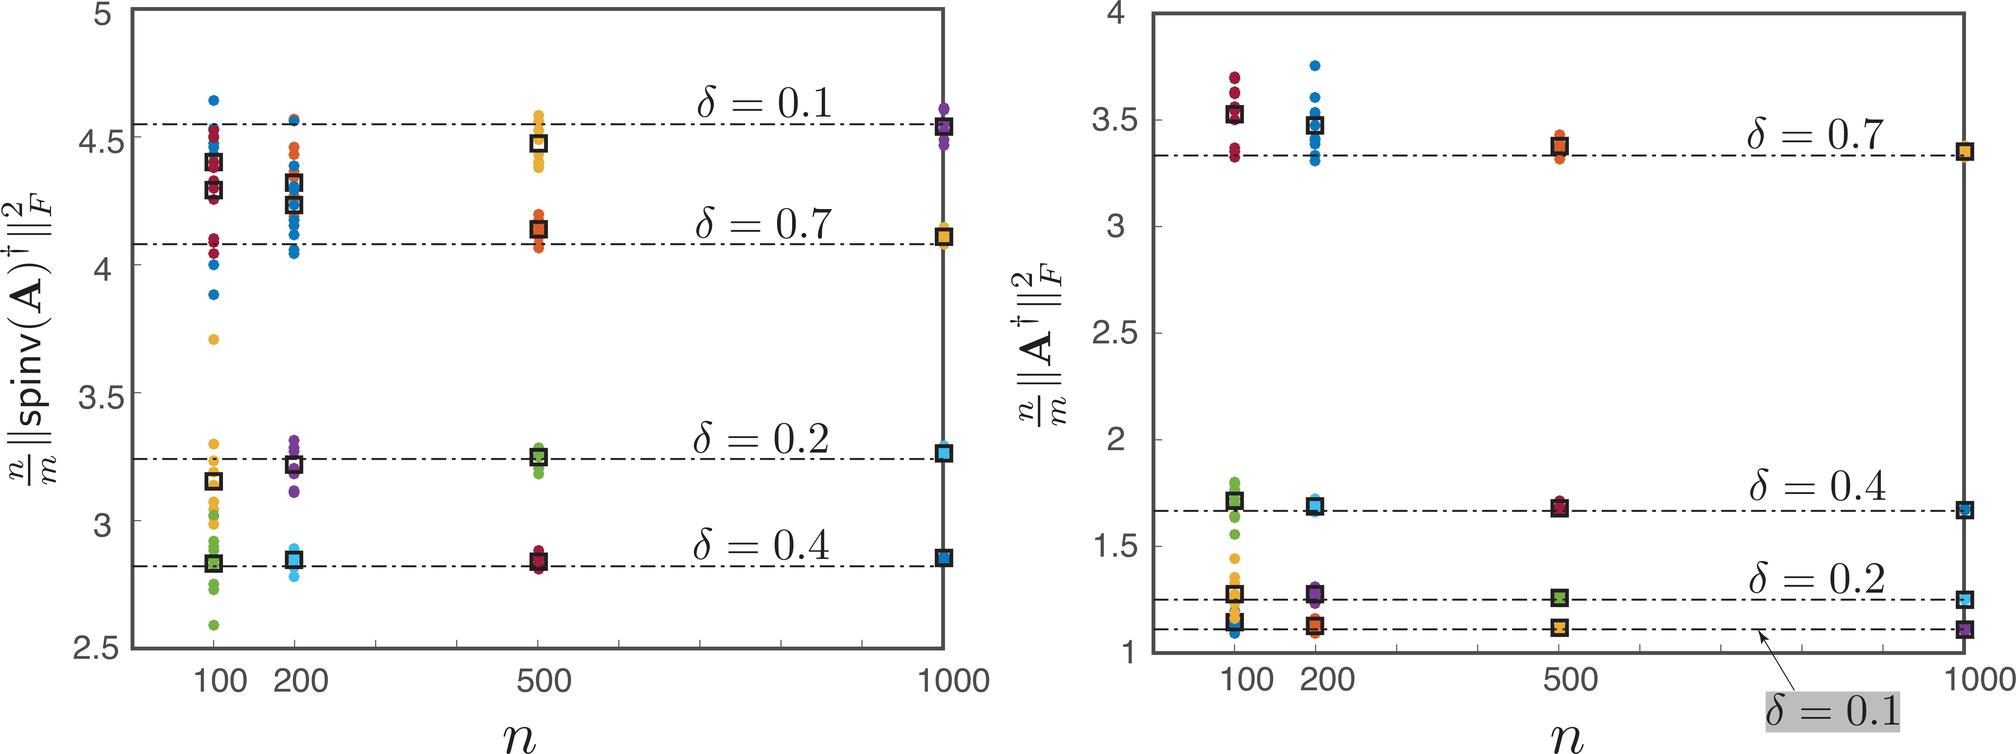 5
4.5
4
3.5
3
2.5
100 200 500 1000
n
n/m ||spinv(A)†||²_F
δ = 0.1
δ = 0.7
δ = 0.2
δ = 0.4
4
3.5
3
2.5
2
1.5
1
100 200 500 1000
n
n/m ||A†||²_F
δ = 0.7
δ = 0.4
δ = 0.2
δ = 0.1